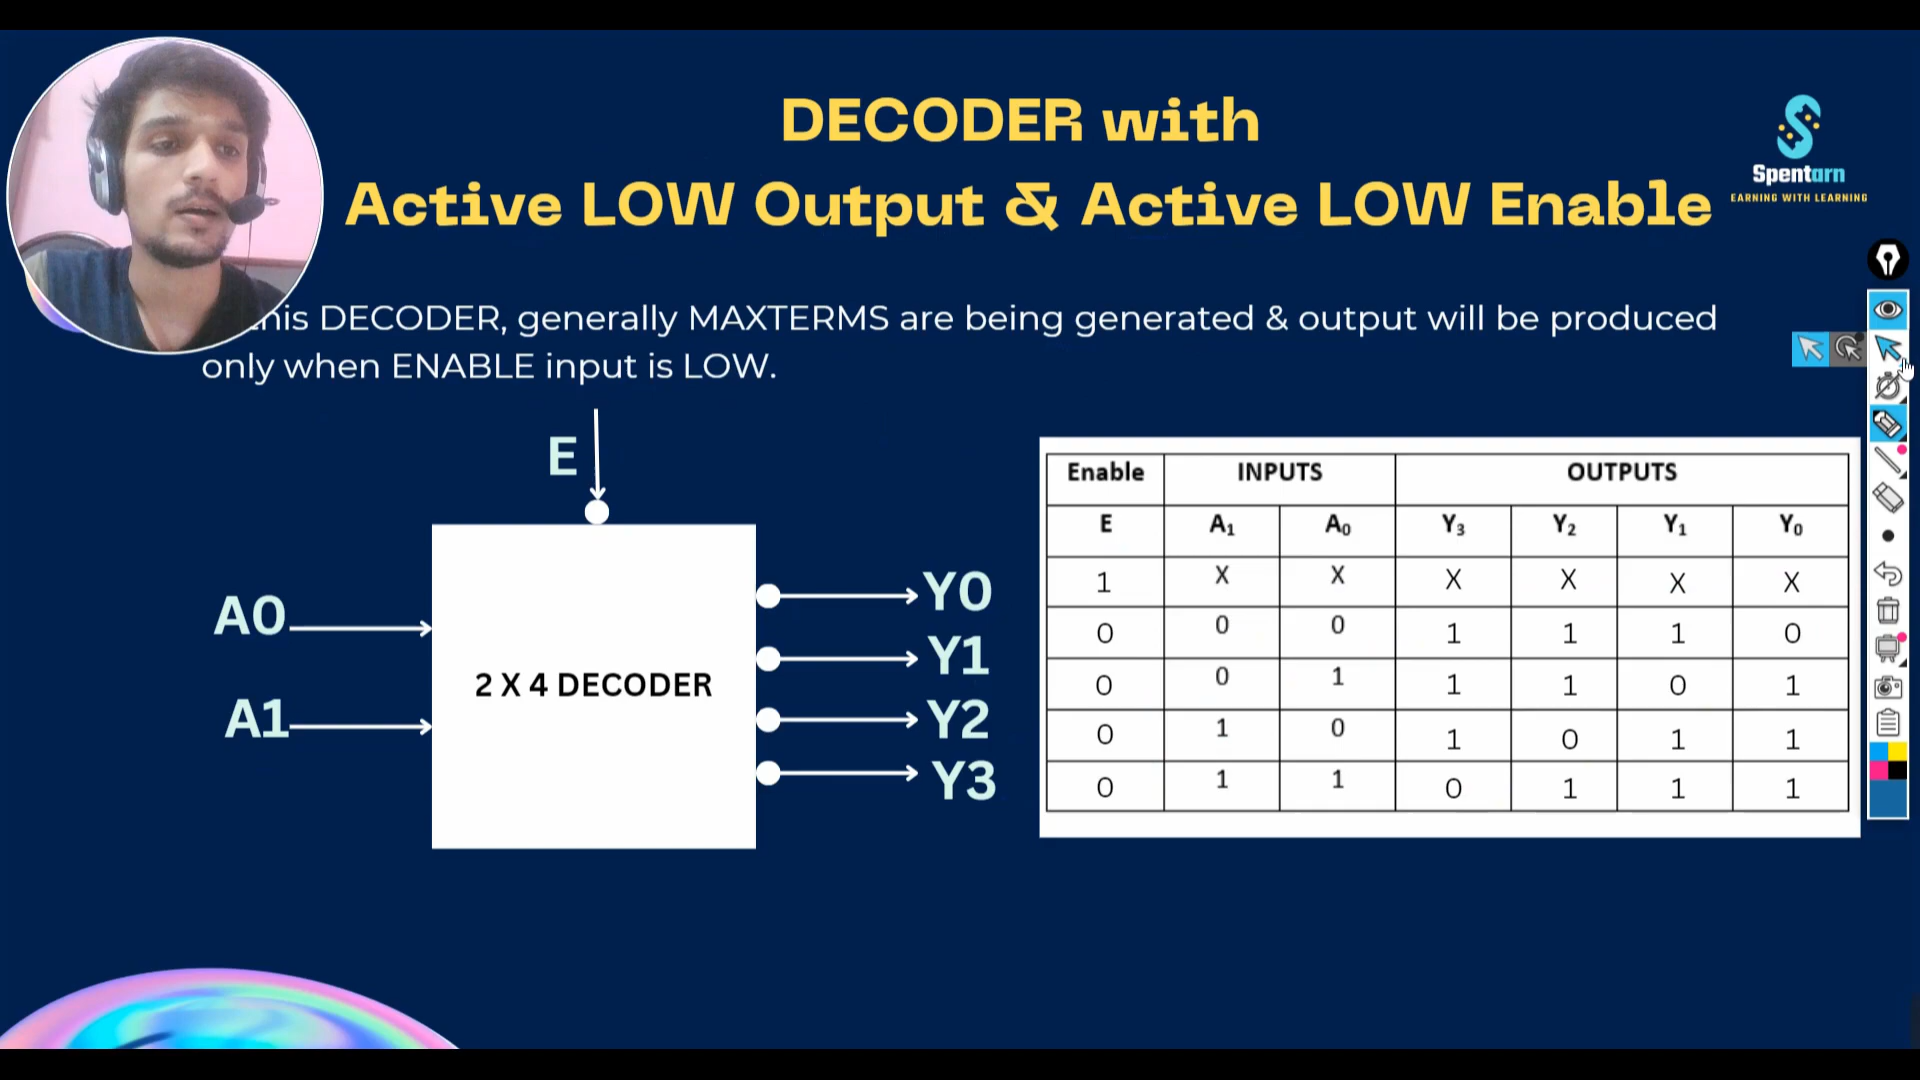 DECODER with
Active LOW Output & Active LOW Enable
Spentarn
EARNING WITH LEARNING
his DECODER, generally MAXTERMS are being generated & output will be produced
only when ENABLE input is LOW.
E
A0
A1
2 X 4 DECODER
Y0
Y1
Y2
Y3
Enable INPUTS OUTPUTS
E A₁ A₀ Y₃ Y₂ Y₁ Y₀
1 X X X X X X
0 0 0 1 1 1 0
0 0 1 1 1 0 1
0 1 0 1 0 1 1
0 1 1 0 1 1 1